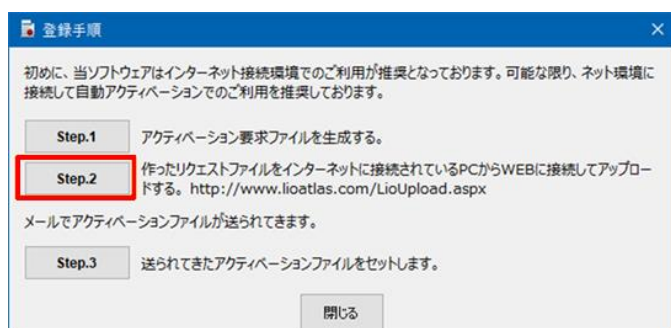 登録手順
初めに、当ソフトウェアはインターネット接続環境でのご利用が推奨となっております。可能な限り、ネット環境に
接続して自動アクティベーションでのご利用を推奨しております。
Step.1 アクティベーション要求ファイルを生成する。
Step.2 作ったリクエストファイルをインターネットに接続されているPCからWEBに接続してアップロー
ドする。http://www.lioatlas.com/LioUpload.aspx
メールでアクティベーションファイルが送られてきます。
Step.3 送られてきたアクティベーションファイルをセットします。
閉じる